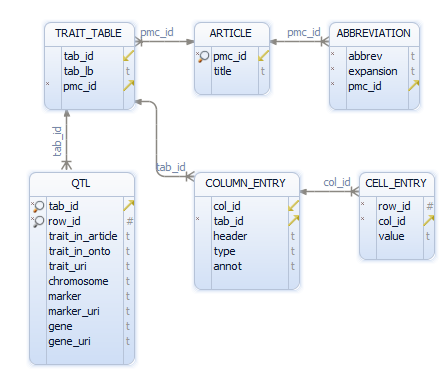 TRAIT_TABLE
tab_id
tab_lb t
pmc_id
pmc_id
ARTICLE
pmc_id
title t
pmc_id
ABBREVIATION
abbrev t
expansion t
pmc_id
tab_id
tab_id
QTL
tab_id
row_id #
trait_in_article t
trait_in_onto t
trait_uri t
chromosome t
marker t
marker_uri t
gene t
gene_uri t
COLUMN_ENTRY
col_id
tab_id
header t
type t
annot t
col_id
CELL_ENTRY
row_id #
col_id
value t